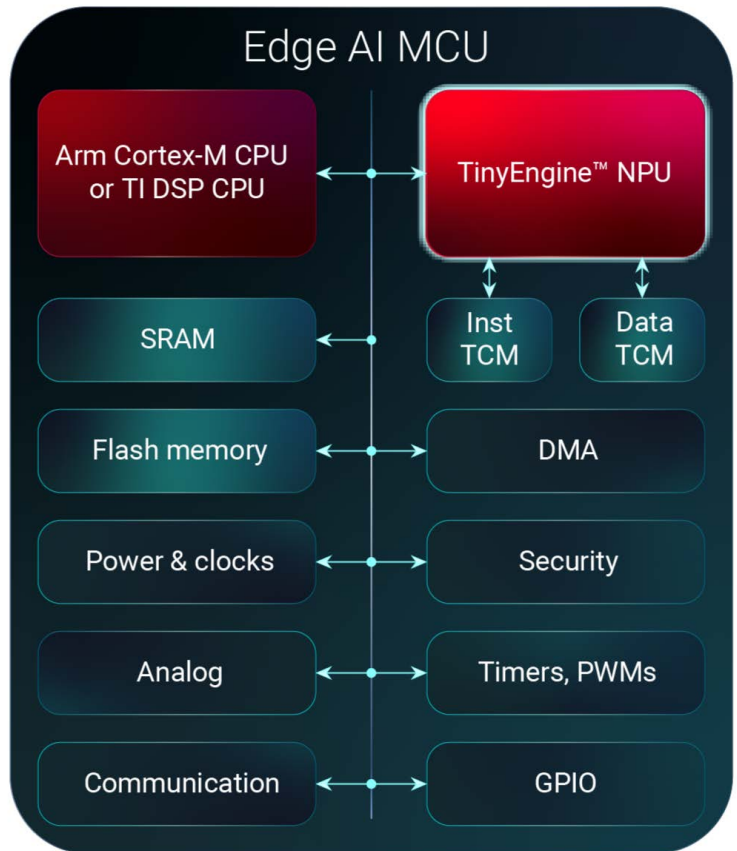 Edge AI MCU
Arm Cortex-M CPU
or TI DSP CPU
TinyEngine™ NPU
SRAM
Inst
TCM
Data
TCM
Flash memory
DMA
Power & clocks
Security
Analog
Timers, PWMs
Communication
GPIO